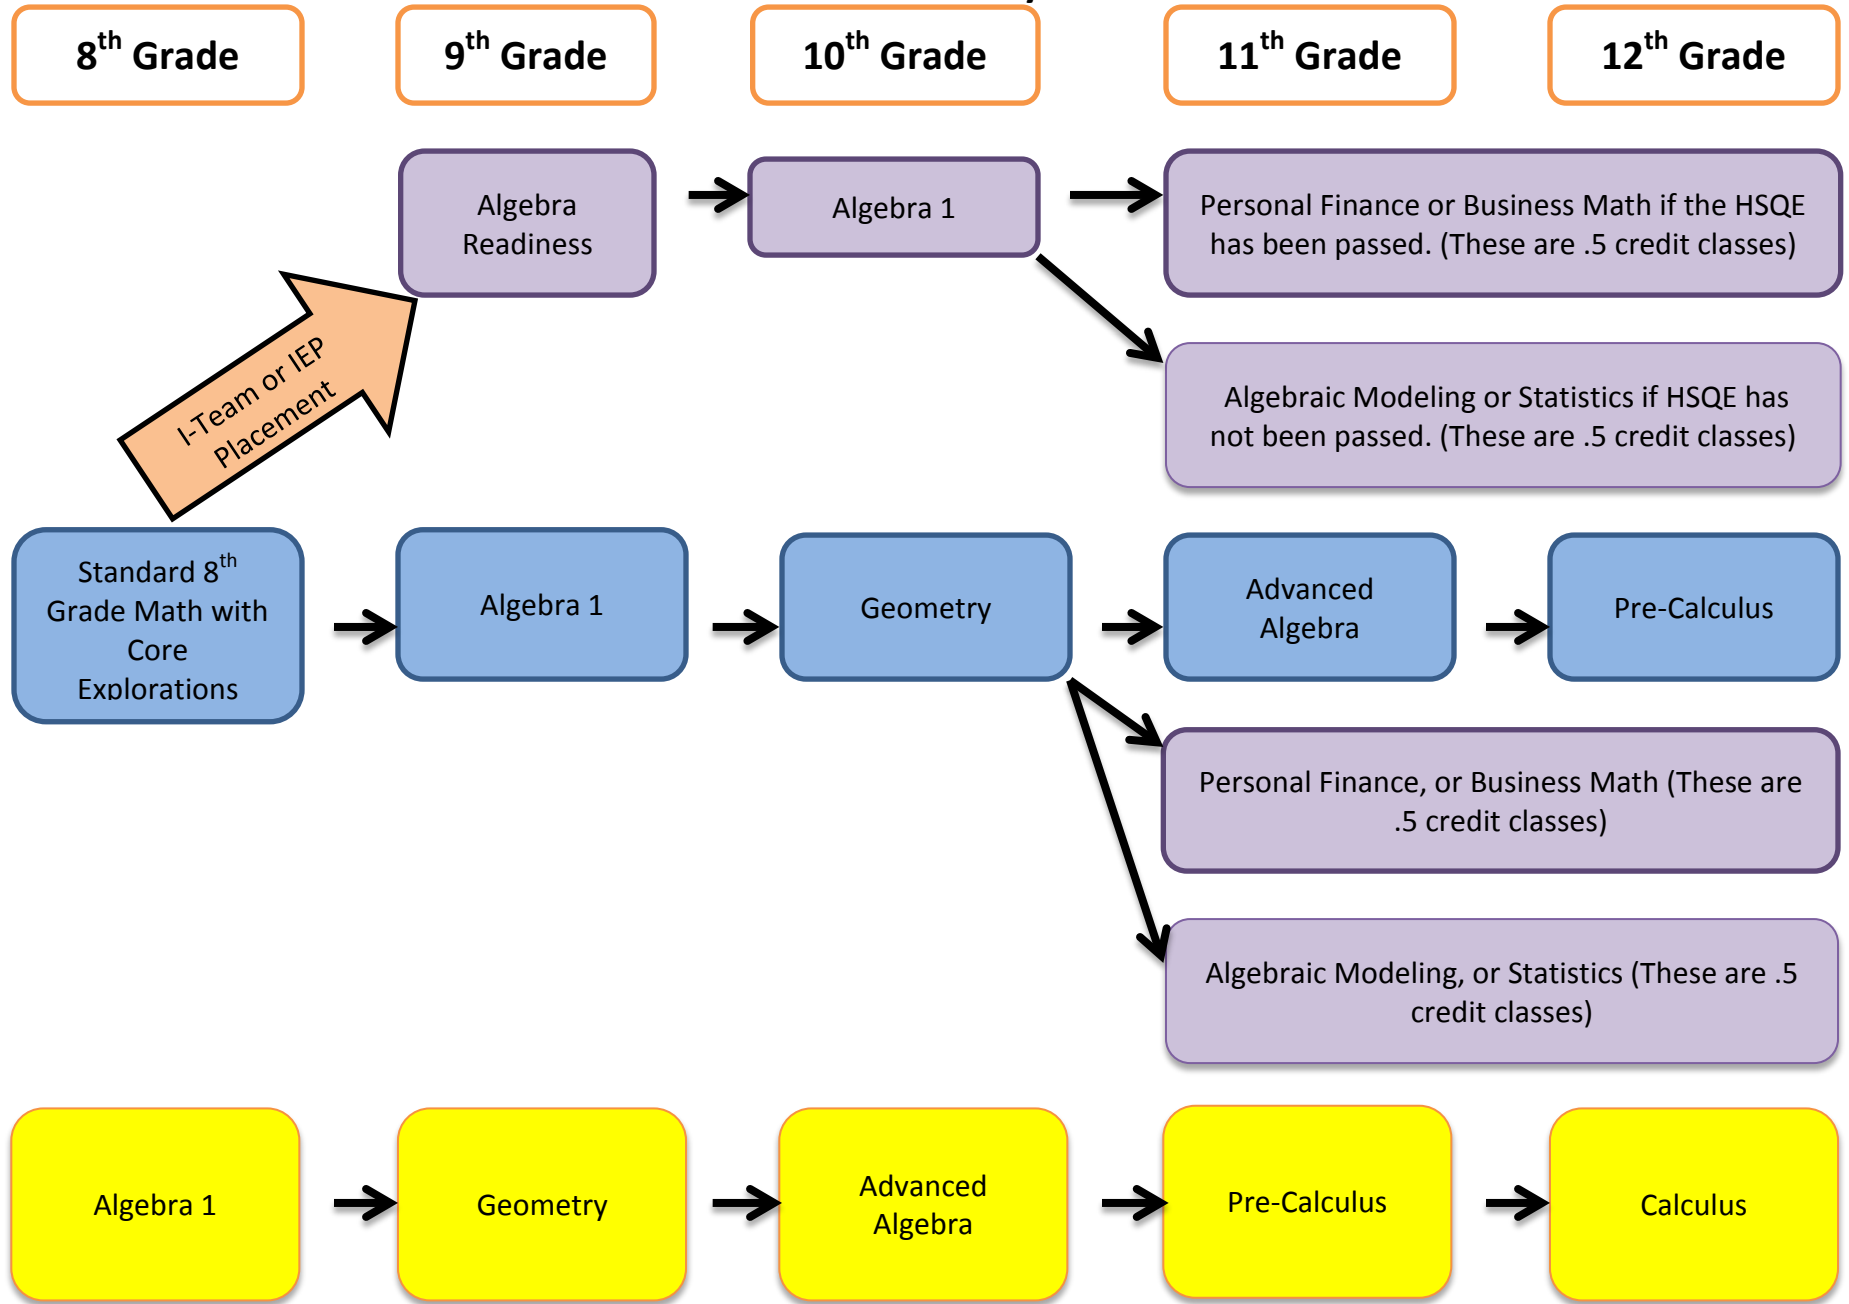 8th Grade
9th Grade
10th Grade
11th Grade
12th Grade
Algebra
Readiness
Algebra 1
Personal Finance or Business Math if the HSQE
has been passed. (These are .5 credit classes)
I-Team or IEP
Placement
Algebraic Modeling or Statistics if HSQE has
not been passed. (These are .5 credit classes)
Standard 8th
Grade Math with
Core
Explorations
Algebra 1
Geometry
Advanced
Algebra
Pre-Calculus
Personal Finance, or Business Math (These are
.5 credit classes)
Algebraic Modeling, or Statistics (These are .5
credit classes)
Algebra 1
Geometry
Advanced
Algebra
Pre-Calculus
Calculus